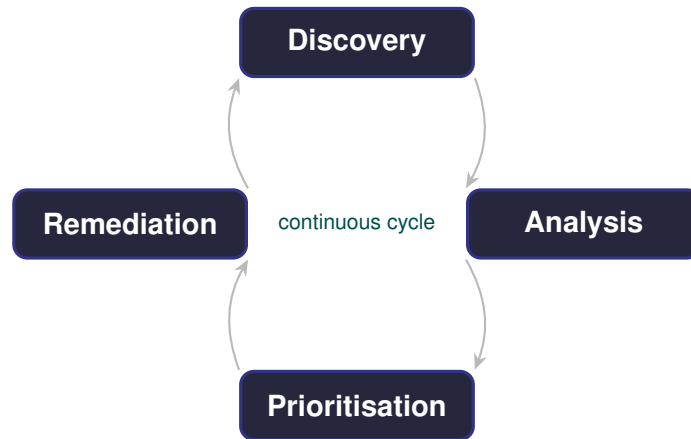 Discovery
Remediation
continuous cycle
Analysis
Prioritisation